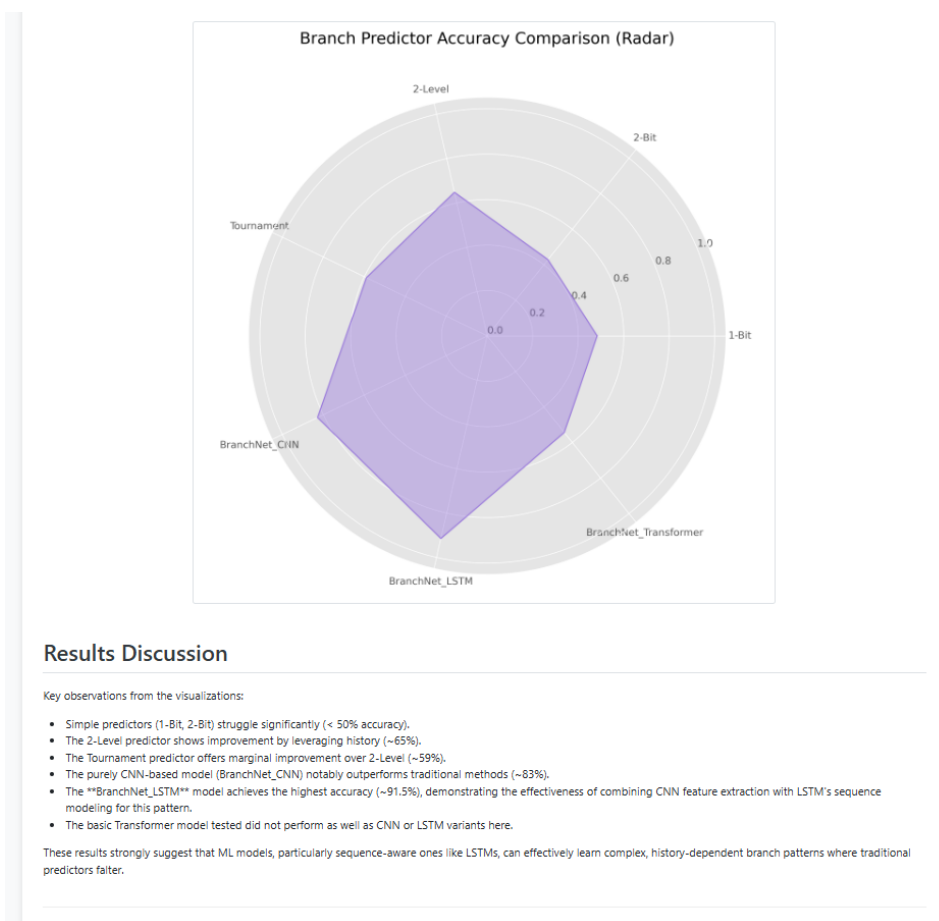 Branch Predictor Accuracy Comparison (Radar)
2-Level
2-Bit
Tournament
1.0
0.8
0.6
0.4
0.2
0.0
1-Bit
BranchNet_CNN
BranchNet_Transformer
BranchNet_LSTM
Results Discussion
Key observations from the visualizations:
• Simple predictors (1-Bit, 2-Bit) struggle significantly (< 50% accuracy).
• The 2-Level predictor shows improvement by leveraging history (~65%).
• The Tournament predictor offers marginal improvement over 2-Level (~59%).
• The purely CNN-based model (BranchNet_CNN) notably outperforms traditional methods (~83%).
• The **BranchNet_LSTM** model achieves the highest accuracy (~91.5%), demonstrating the effectiveness of combining CNN feature extraction with LSTM's sequence
modeling for this pattern.
• The basic Transformer model tested did not perform as well as CNN or LSTM variants here.
These results strongly suggest that ML models, particularly sequence-aware ones like LSTMs, can effectively learn complex, history-dependent branch patterns where traditional
predictors falter.